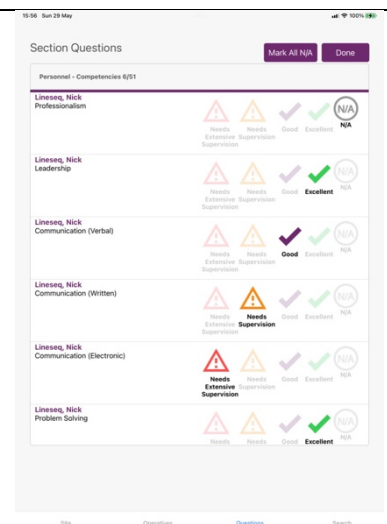 15:56 Sun 29 May
100%
Section Questions
Mark All N/A
Done
Personnel - Competencies 6/51
Lineseq, Nick
Professionalism
N/A
Needs Extensive Supervision
Needs Supervision
Good
Excellent
N/A
Lineseq, Nick
Leadership
N/A
Needs Extensive Supervision
Needs Supervision
Good
Excellent
N/A
Lineseq, Nick
Communication (Verbal)
N/A
Needs Extensive Supervision
Needs Supervision
Good
Excellent
N/A
Lineseq, Nick
Communication (Written)
N/A
Needs Extensive Supervision
Needs Supervision
Good
Excellent
N/A
Lineseq, Nick
Communication (Electronic)
N/A
Needs Extensive Supervision
Needs Supervision
Good
Excellent
N/A
Lineseq, Nick
Problem Solving
N/A
Needs
Needs
Good
Excellent
N/A
Site
Operatives
Questions
Search